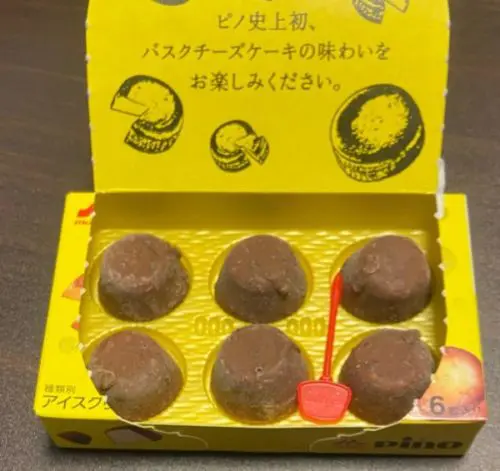 ピノ史上初、
バスクチーズケーキの味わいを
お楽しみください。
種類別
アイスク
6
pino